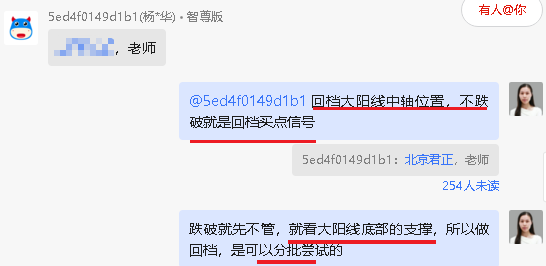 有人@你
5ed4f0149d1b1(杨*华) • 智尊版
，老师
@5ed4f0149d1b1 回档大阳线中轴位置，不跌
破就是回档买点信号
5ed4f0149d1b1：北京君正，老师
254人未读
跌破就先不管，就看大阳线底部的支撑，所以做
回档，是可以分批尝试的